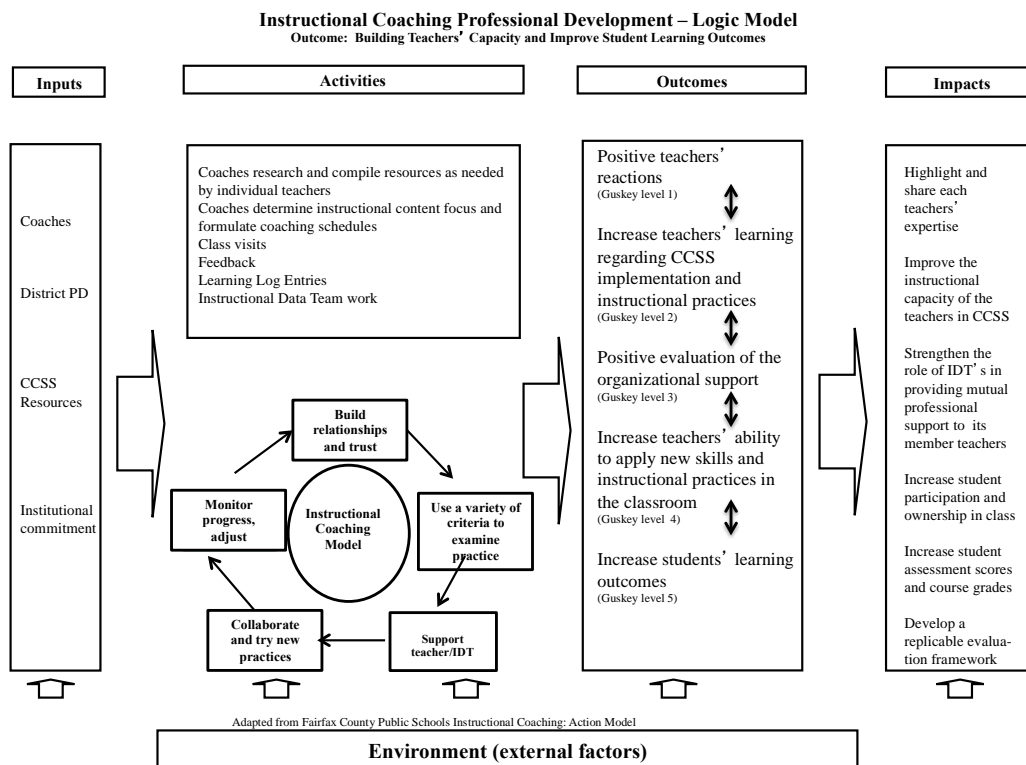 Instructional Coaching Professional Development – Logic Model
Outcome: Building Teachers’ Capacity and Improve Student Learning Outcomes
Inputs
Activities
Outcomes
Impacts
Coaches
District PD
CCSS
Resources
Institutional
commitment
Coaches research and compile resources as needed
by individual teachers
Coaches determine instructional content focus and
formulate coaching schedules
Class visits
Feedback
Learning Log Entries
Instructional Data Team work
Build
relationships
and trust
Use a variety of
criteria to
examine
practice
Support
teacher/IDT
Collaborate
and try new
practices
Monitor
progress,
adjust
Instructional
Coaching
Model
Positive teachers’
reactions
(Guskey level 1)
Increase teachers’ learning
regarding CCSS
implementation and
instructional practices
(Guskey level 2)
Positive evaluation of the
organizational support
(Guskey level 3)
Increase teachers’ ability
to apply new skills and
instructional practices in
the classroom
(Guskey level 4)
Increase students’ learning
outcomes
(Guskey level 5)
Highlight and
share each
teachers’
expertise
Improve the
instructional
capacity of the
teachers in CCSS
Strengthen the
role of IDT’s in
providing mutual
professional
support to its
member teachers
Increase student
participation and
ownership in class
Increase student
assessment scores
and course grades
Develop a
replicable evalua-
tion framework
Adapted from Fairfax County Public Schools Instructional Coaching: Action Model
Environment (external factors)